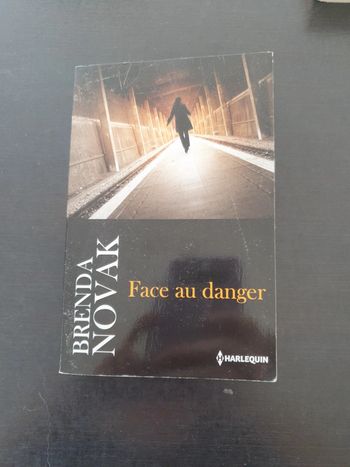 BRENDA
NOVAK
Face au danger
HARLEQUIN